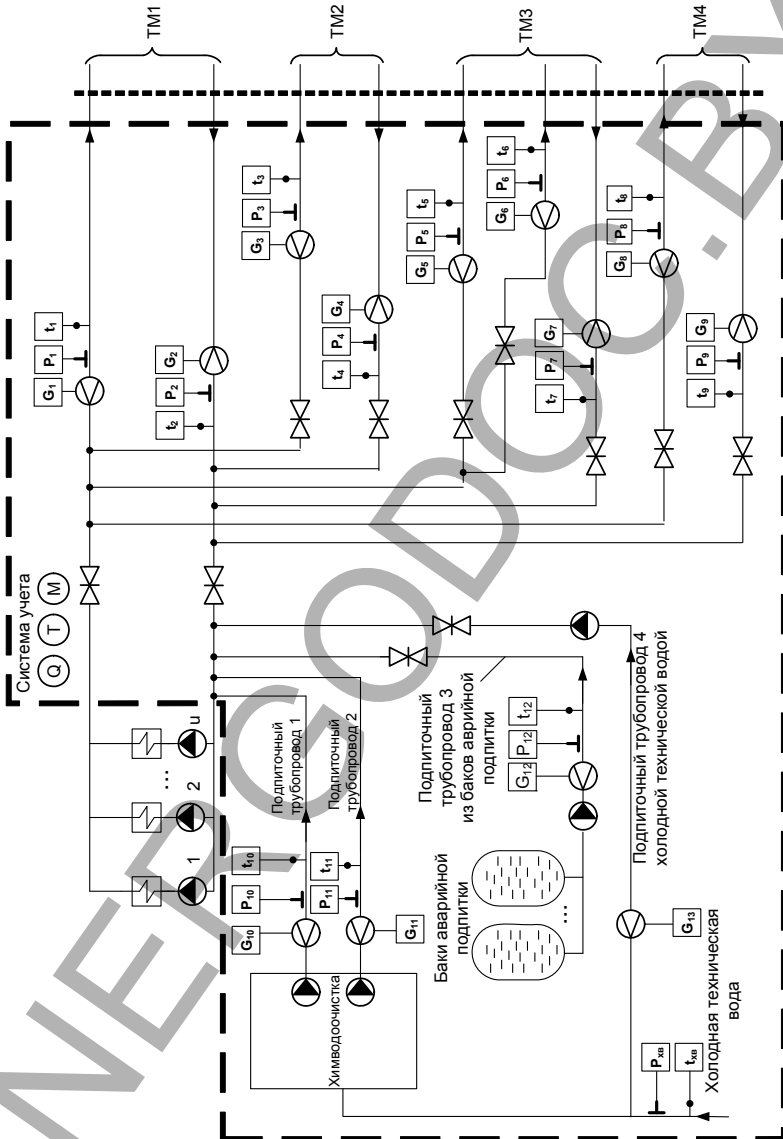 ТМ1
ТМ2
ТМ3
ТМ4
Система учета
Q
T
M
G1
P1
t1
t2
P2
G2
G3
P3
t3
t4
P4
G4
G5
P5
t5
G6
P6
t6
t7
P7
G7
G8
P8
t8
t9
P9
G9
1
2
...
u
Подпиточный
трубопровод 1
Подпиточный
трубопровод 2
G10
P10
t10
G11
P11
t11
Химводоочистка
Баки аварийной
подпитки
...
G12
P12
t12
Подпиточный
трубопровод 3
из баков аврийной
подпитки
Подпиточный трубопровод 4
холодной технической водой
G13
Pхв
tхв
Холодная техническая
вода
NERGODOC.BY